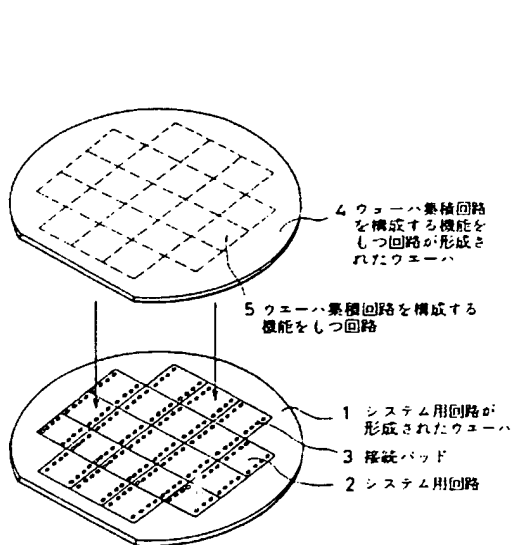 4 ウェーハ集積回路
を構成する機能を
もつ回路が形成さ
れたウエーハ
5 ウエーハ集積回路を構成する
機能をもつ回路
1 システム用回路が
形成されたウエーハ
3 接続パッド
2 システム用回路